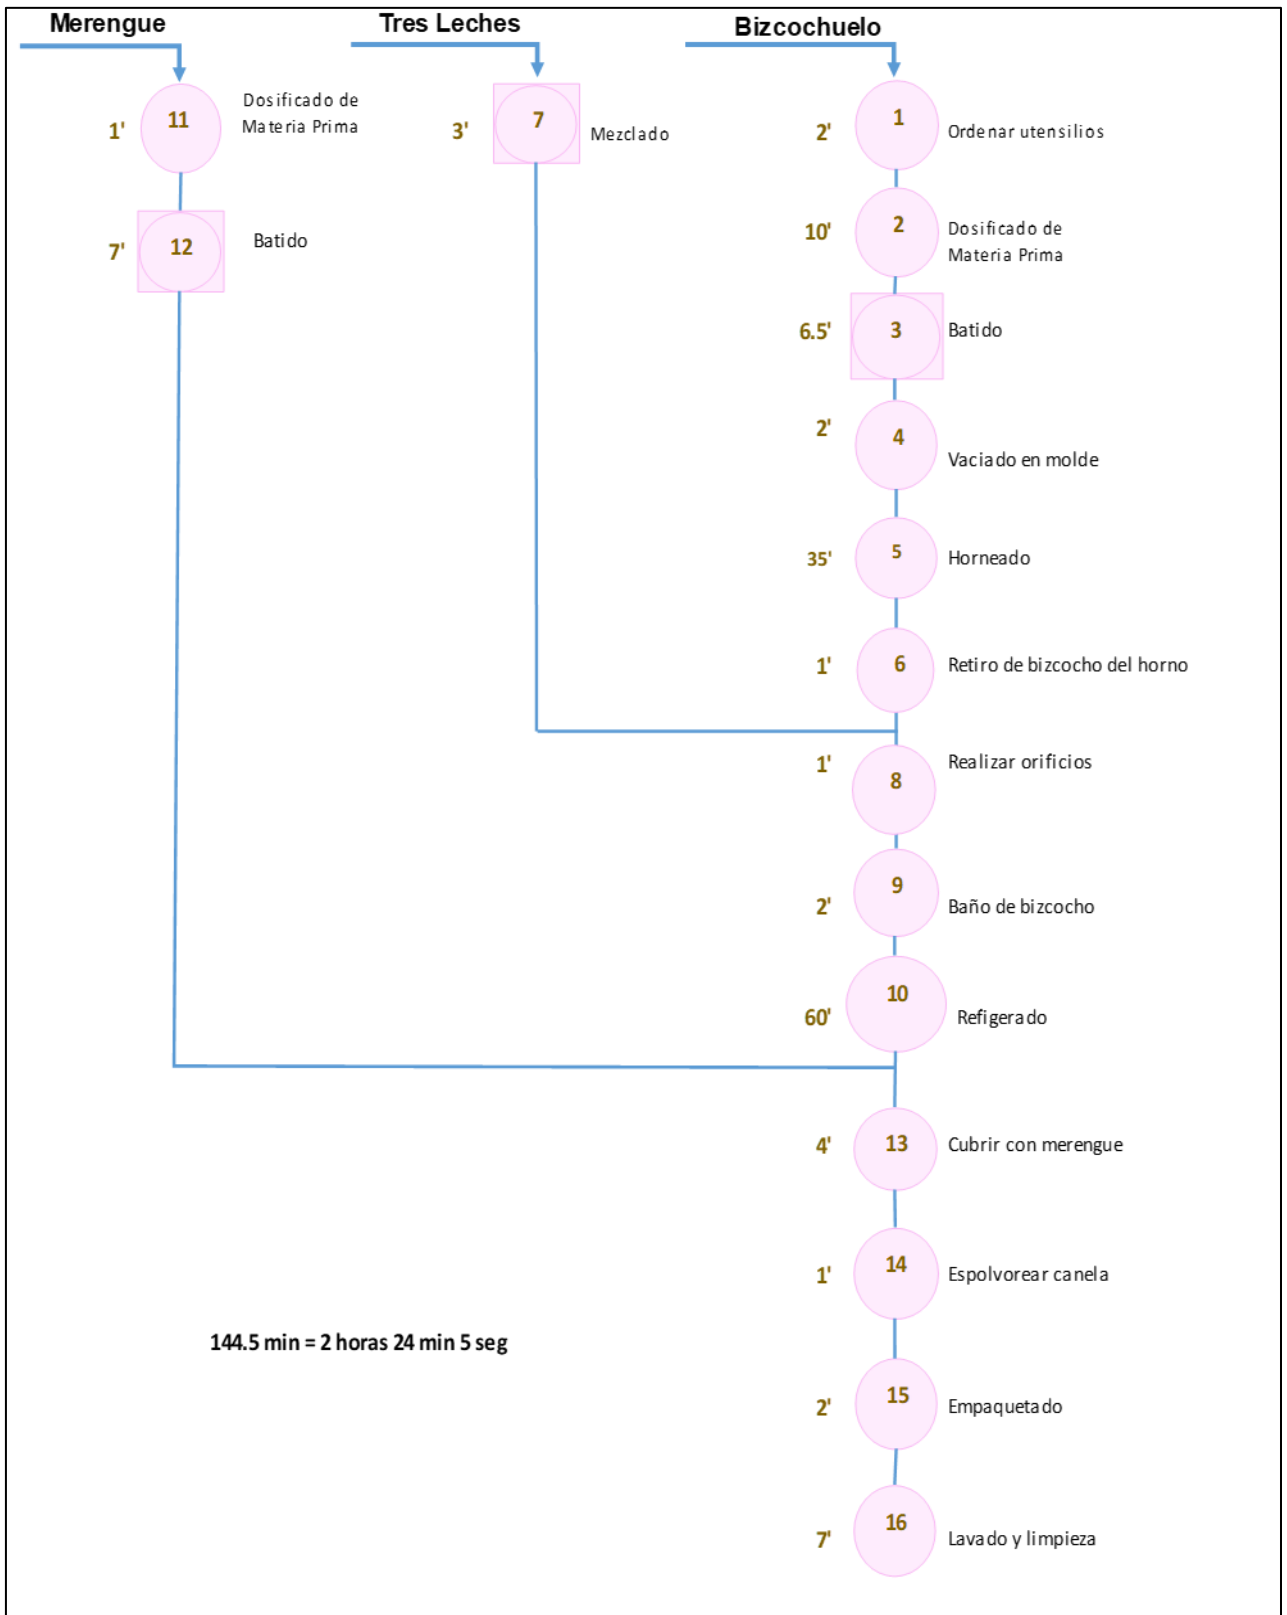 Merengue
Tres Leches
Bizcochuelo
1'
11
Dosificado de
Materia Prima
7'
12
Batido
3'
7
Mezclado
2'
1
Ordenar utensilios
10'
2
Dosificado de
Materia Prima
6.5'
3
Batido
2'
4
Vaciado en molde
35'
5
Horneado
1'
6
Retiro de bizcocho del horno
1'
8
Realizar orificios
2'
9
Baño de bizcocho
60'
10
Refigerado
4'
13
Cubrir con merengue
1'
14
Espolvorear canela
144.5 min = 2 horas 24 min 5 seg
2'
15
Empaquetado
7'
16
Lavado y limpieza